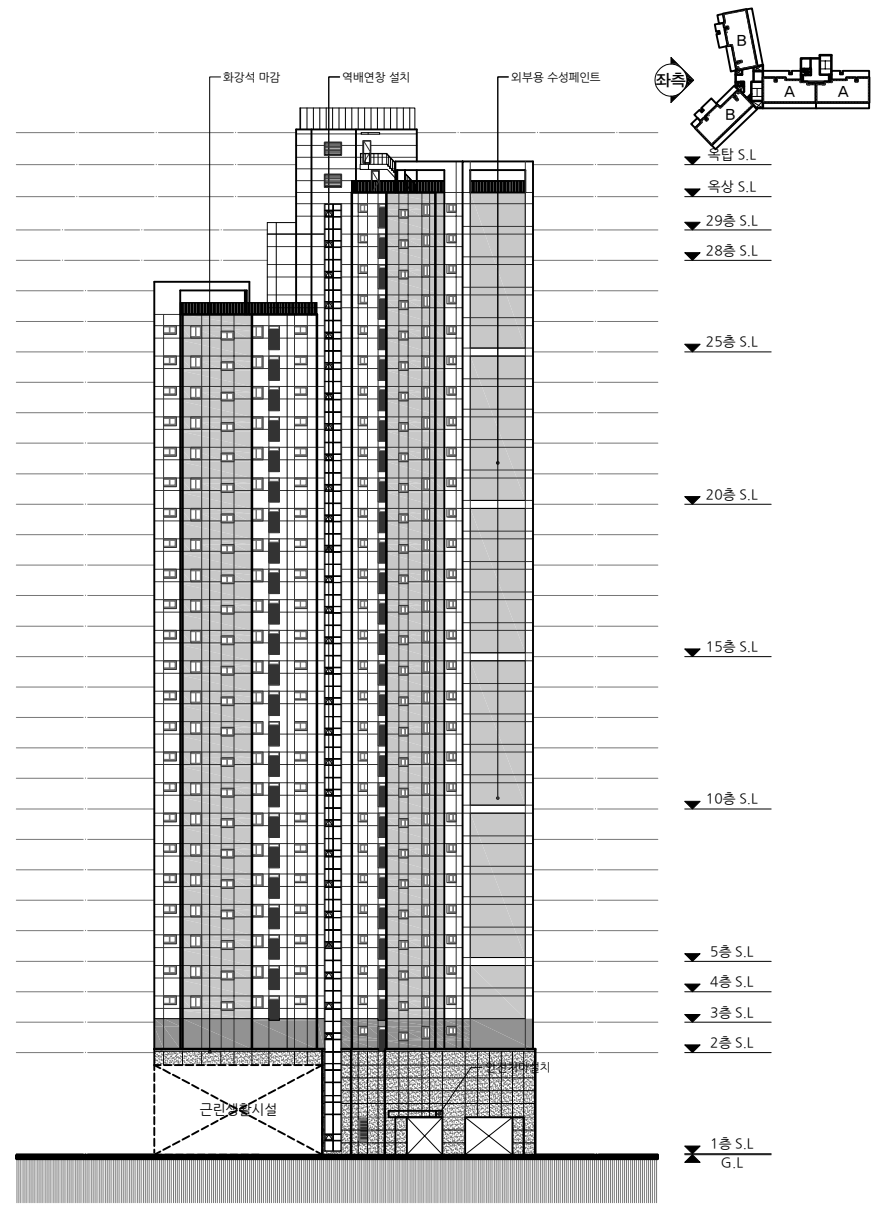 B
좌측
A A
B
화강석 마감
역배연창 설치
외부용 수성페인트
옥탑 S.L
옥상 S.L
29층 S.L
28층 S.L
25층 S.L
20층 S.L
15층 S.L
10층 S.L
5층 S.L
4층 S.L
3층 S.L
2층 S.L
설치
근린생활시설
1층 S.L
G.L